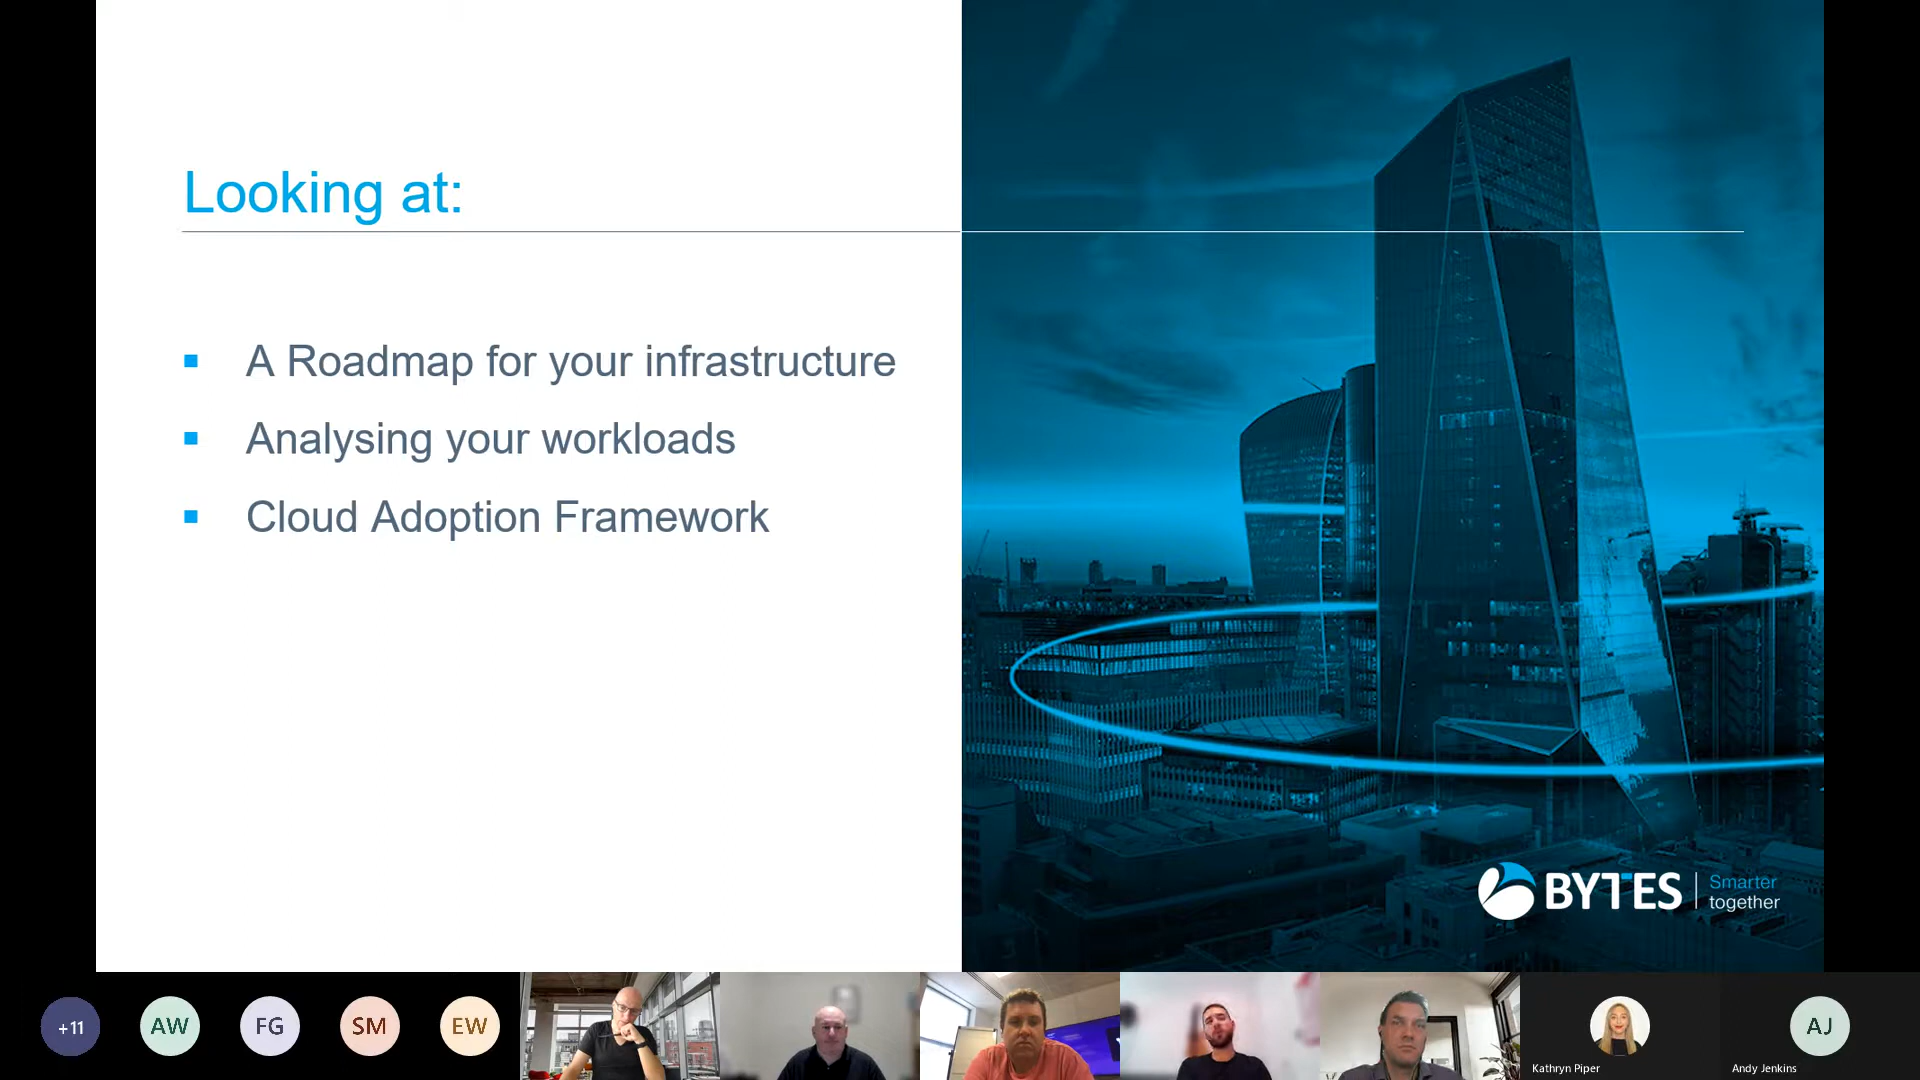 Looking at:
A Roadmap for your infrastructure
Analysing your workloads
Cloud Adoption Framework
BYTES
Smarter
together
+11
AW
FG
SM
EW
Kathryn Piper
AJ
Andy Jenkins